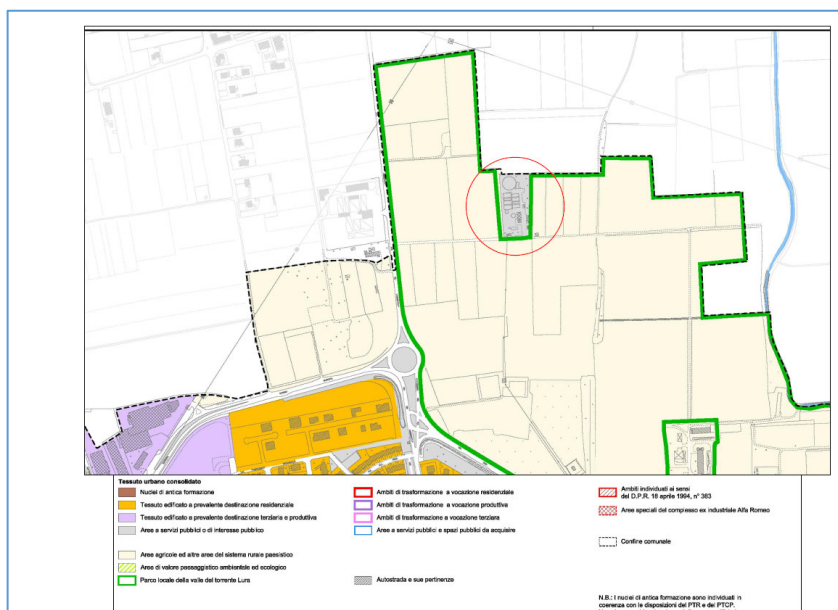 Tessuto urbano consolidato
Nuclei di antica formazione
Tessuto edificato a prevalente destinazione residenziale
Tessuto edificato a prevalente destinazione terziaria e produttiva
Aree a servizi pubblici o di interesse pubblico
Aree agricole ed altre aree del sistema rurale paesistico
Aree di valore paesaggistico ambientale ed ecologico
Parco locale della valle del torrente Lura
Ambiti di trasformazione a vocazione residenziale
Ambiti di trasformazione a vocazione produttiva
Ambiti di trasformazione a vocazione terziera
Aree a servizi pubblici e spazi pubblici da acquisire
Autostrada e sue pertinenze
Ambiti individuati ai sensi
del D.P.R. 18 aprile 1994, n° 383
Aree speciali del complesso ex industriale Alfa Romeo
Confine comunale
N.B.: I nuclei di antica formazione sono individuati in
coerenza con le disposizioni del PTR e del PTCP.